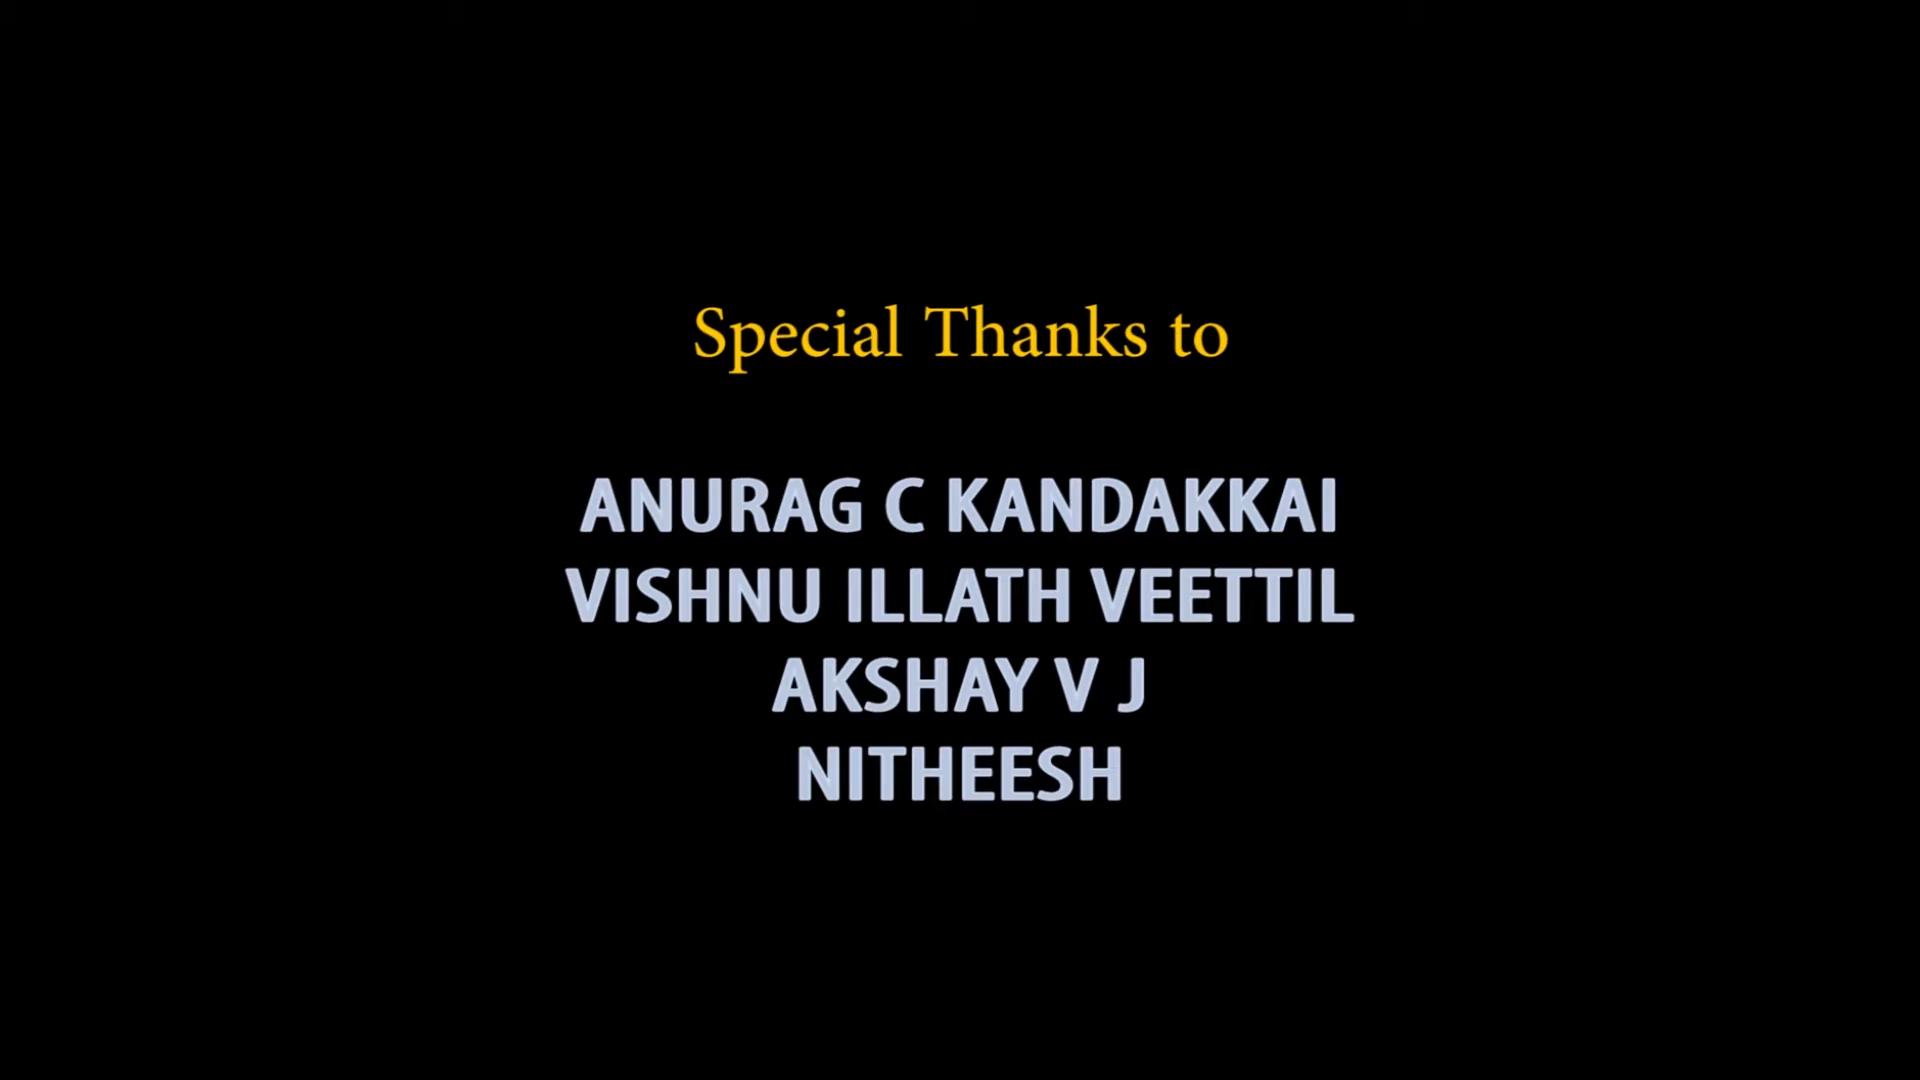 Special Thanks to
ANURAG C KANDAKKAI
VISHNU ILLATH VEETTIL
AKSHAY V J
NITHEESH